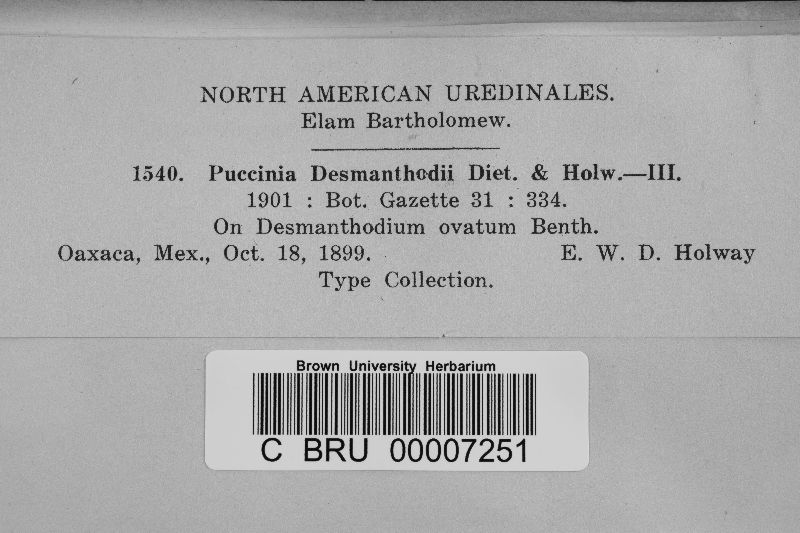 NORTH AMERICAN UREDINALES.
Elam Bartholomew.
1540. Puccinia Desmanthodii Diet. & Holw.—III.
1901 : Bot. Gazette 31 : 334.
On Desmanthodium ovatum Benth.
Oaxaca, Mex., Oct. 18, 1899. E. W. D. Holway
Type Collection.
Brown University Herbarium
C BRU 00007251